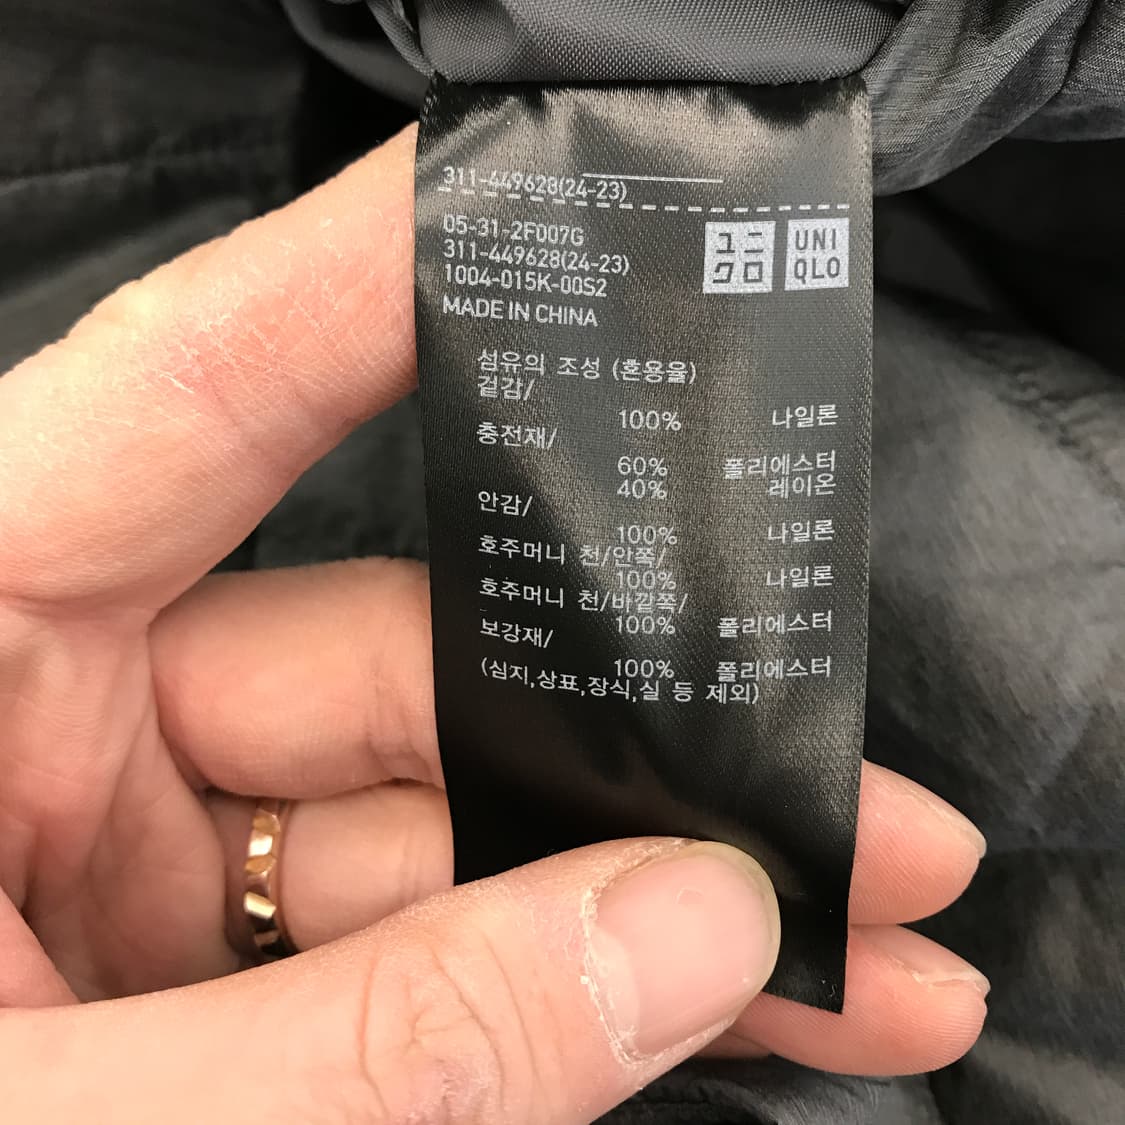 311-449628(24-23)
05-31-2F007G
311-449628(24-23)
1004-015K-00S2
MADE IN CHINA
ユニ
クロ
UNI
QLO
섬유의 조성 (혼용율)
겉감/
100% 나일론
충전재/
60% 폴리에스터
40% 레이온
안감/
100% 나일론
호주머니 천/안쪽/
100% 나일론
호주머니 천/바깥쪽/
100% 폴리에스터
보강재/
100% 폴리에스터
(심지,상표,장식,실 등 제외)